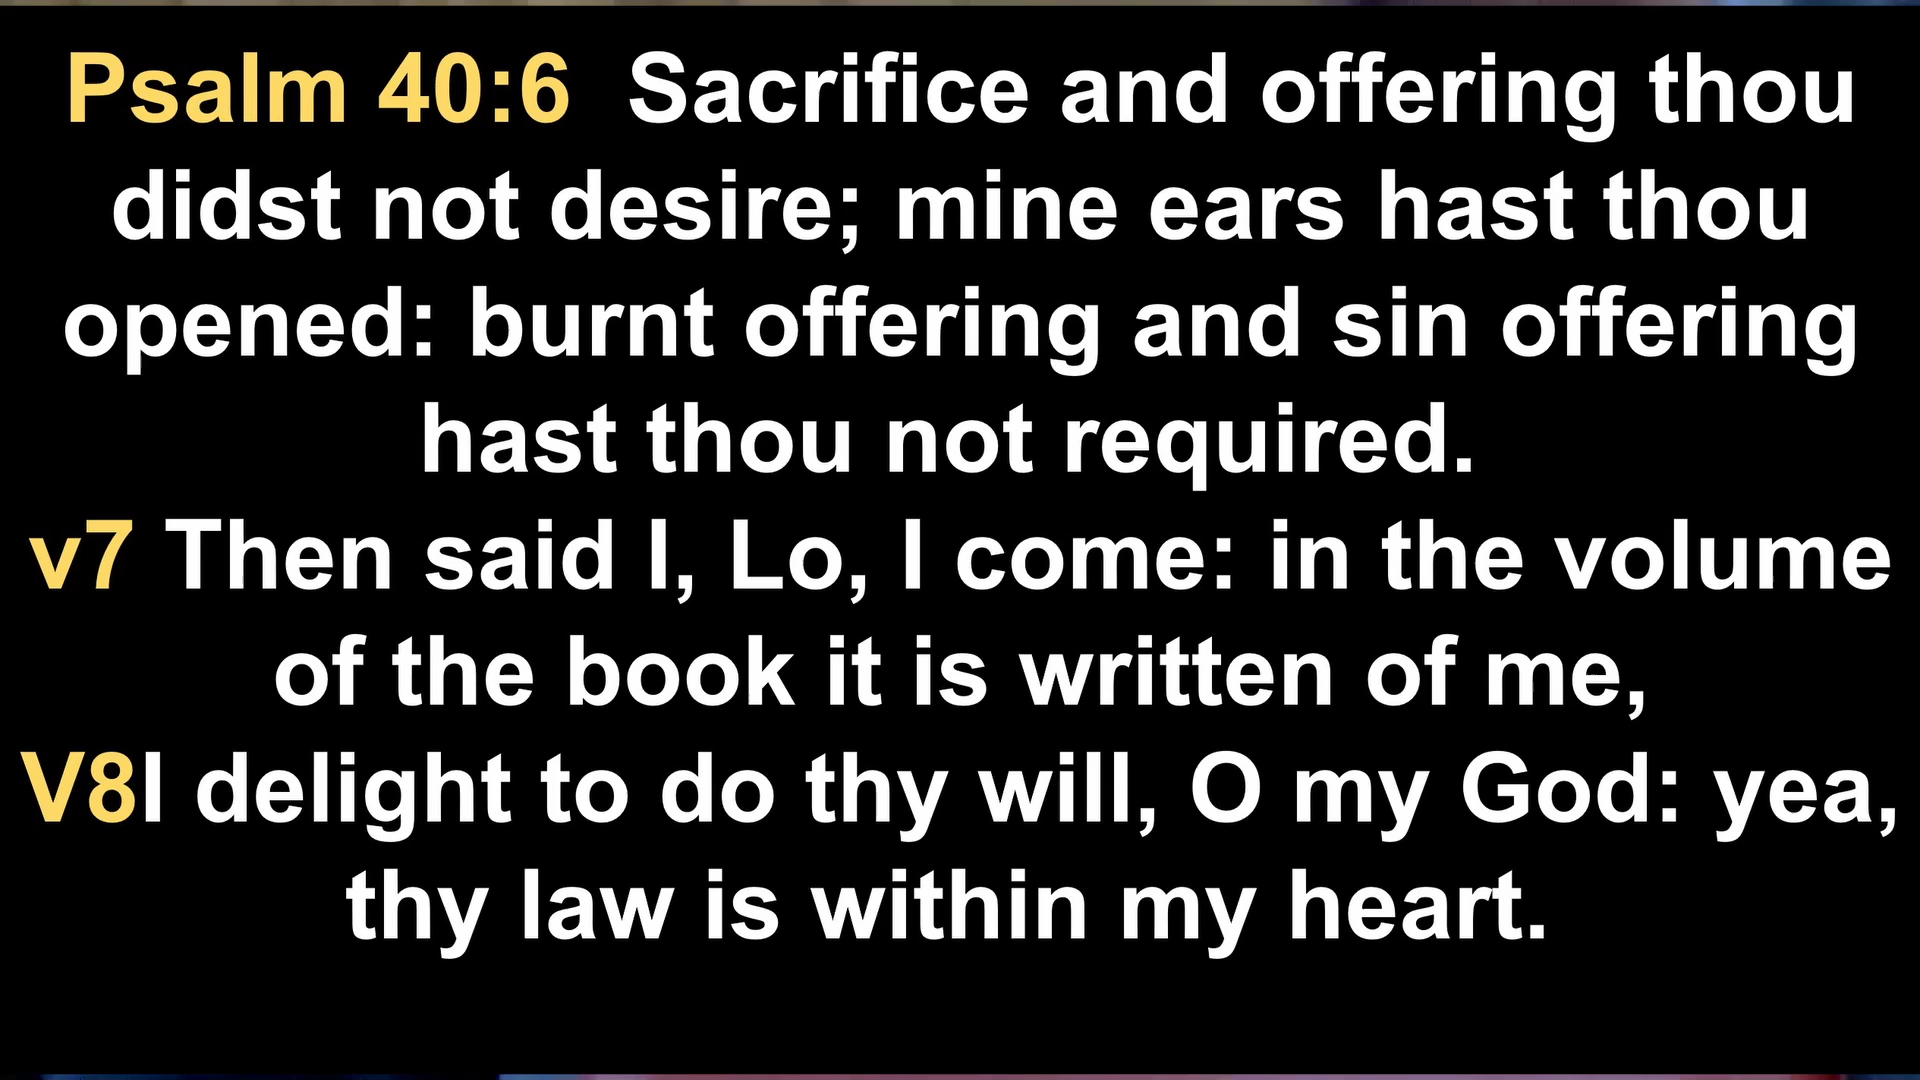 Psalm 40:6  Sacrifice and offering thou
didst not desire; mine ears hast thou
opened: burnt offering and sin offering
hast thou not required.
v7 Then said I, Lo, I come: in the volume
of the book it is written of me,
V8I delight to do thy will, O my God: yea,
thy law is within my heart.